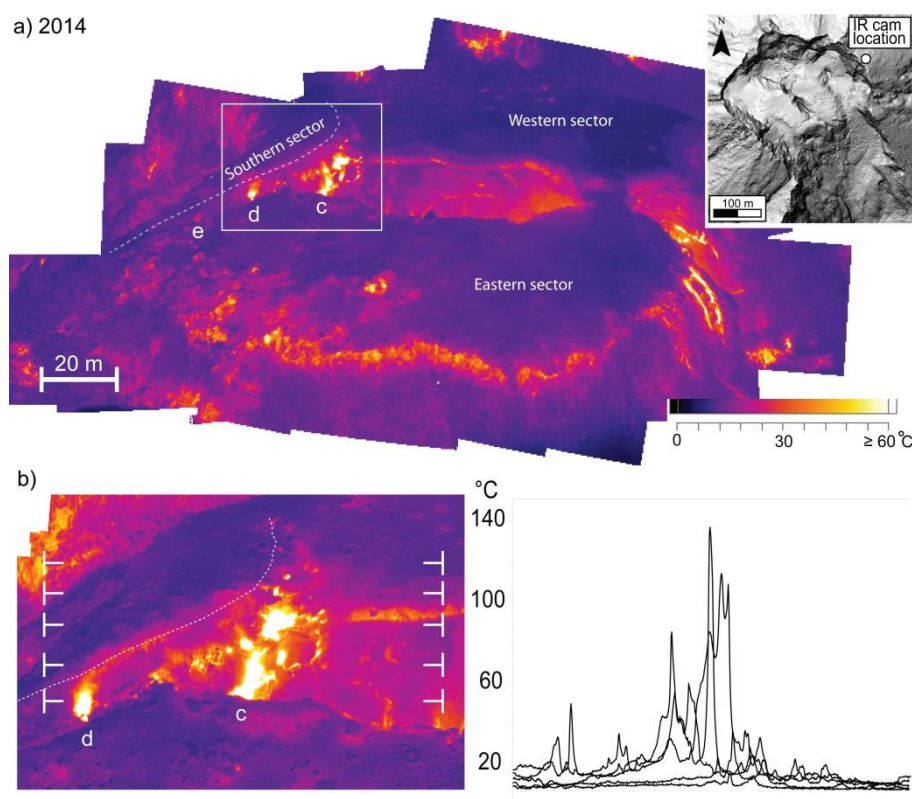 a) 2014
N
IR cam
location
100 m
Western sector
Southern sector
d
c
e
Eastern sector
20 m
0
30
≥ 60 °C
b)
°C
140
100
60
20
d
c